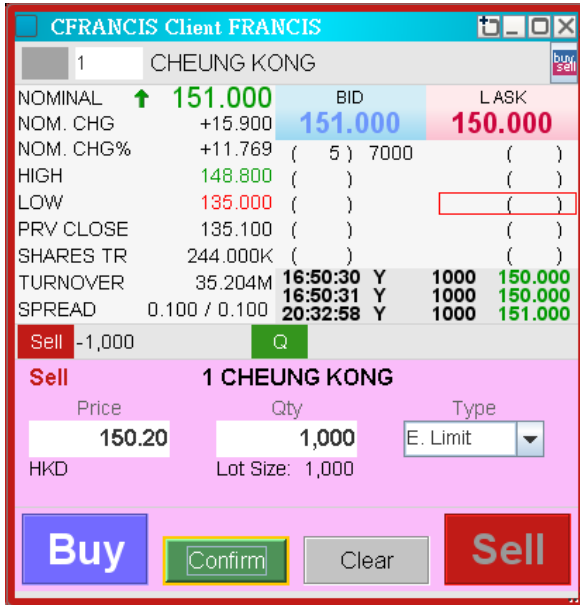 CFRANCIS Client FRANCIS
1 CHEUNG KONG
buy sell
NOMINAL 151.000 BID LASK
NOM. CHG +15.900 151.000 150.000
NOM. CHG% +11.769 ( 5 ) 7000 ( )
HIGH 148.800 ( ) ( )
LOW 135.000 ( ) ( )
PRV CLOSE 135.100 ( ) ( )
SHARES TR 244.000K ( ) ( )
TURNOVER 35.204M 16:50:30 Y 1000 150.000
16:50:31 Y 1000 150.000
SPREAD 0.100 / 0.100 20:32:58 Y 1000 151.000
Sell -1,000 Q
Sell 1 CHEUNG KONG
Price Qty Type
150.20 1,000 E. Limit
HKD Lot Size: 1,000
Buy Confirm Clear Sell